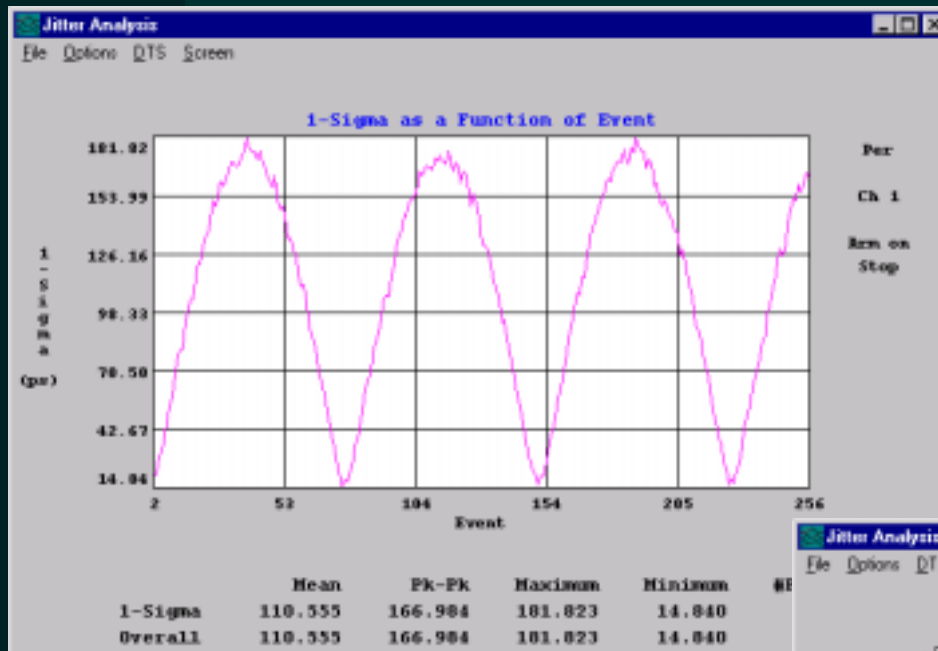 Jitter Analysis
File Options DTS Screen
1-Sigma as a Function of Event
181.82
153.99
126.16
98.33
70.50
42.67
14.84
1-Sigma
(ps)
2 53 104 154 205 256
Event
Per
Ch 1
Arm on
Stop
Mean Pk-Pk Maximum Minimum
1-Sigma 110.555 166.984 181.823 14.840
Overall 110.555 166.984 181.823 14.840
Jitter Analysis
File Options DT